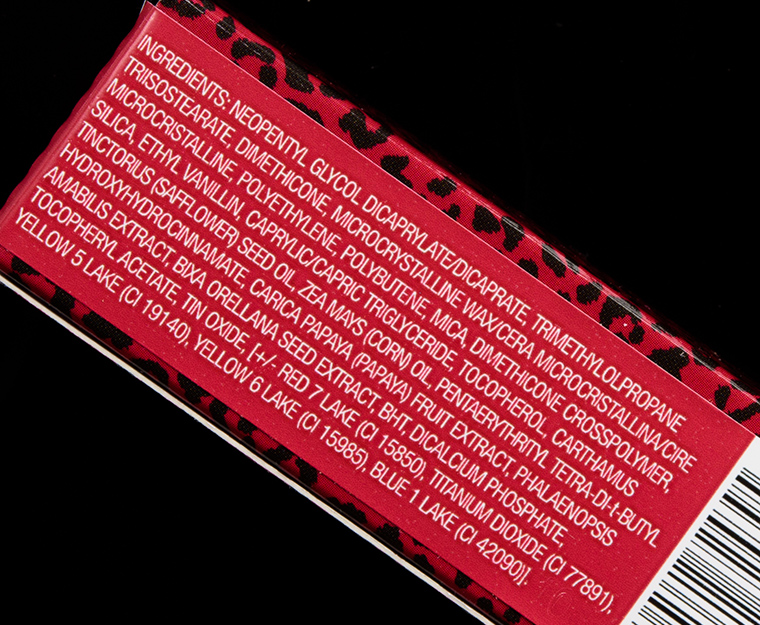 INGREDIENTS: NEOPENTYL GLYCOL DICAPRYLATE/DICAPRATE, TRIMETHYLOLPROPANE
TRIISOSTEARATE, DIMETHICONE, MICROCRYSTALLINE WAX/CERA MICROCRISTALLINA/CIRE
MICROCRISTALLINE, POLYETHYLENE, POLYBUTENE, MICA, DIMETHICONE CROSSPOLYMER,
SILICA, ETHYL VANILLIN, CAPRYLIC/CAPRIC TRIGLYCERIDE, TOCOPHEROL, CARTHAMUS
TINCTORIUS (SAFFLOWER) SEED OIL, ZEA MAYS (CORN) OIL, PENTAERYTHRITYL TETRA-DI-t-BUTYL
HYDROXYHYDROCINNAMATE, CARICA PAPAYA (PAPAYA) FRUIT EXTRACT, PHALAENOPSIS
AMABILIS EXTRACT, BIXA ORELLANA SEED EXTRACT, BHT, DICALCIUM PHOSPHATE,
TOCOPHERYL ACETATE, TIN OXIDE, [+/- RED 7 LAKE (CI 15850), TITANIUM DIOXIDE (CI 77891),
YELLOW 5 LAKE (CI 19140), YELLOW 6 LAKE (CI 15985), BLUE 1 LAKE (CI 42090)].